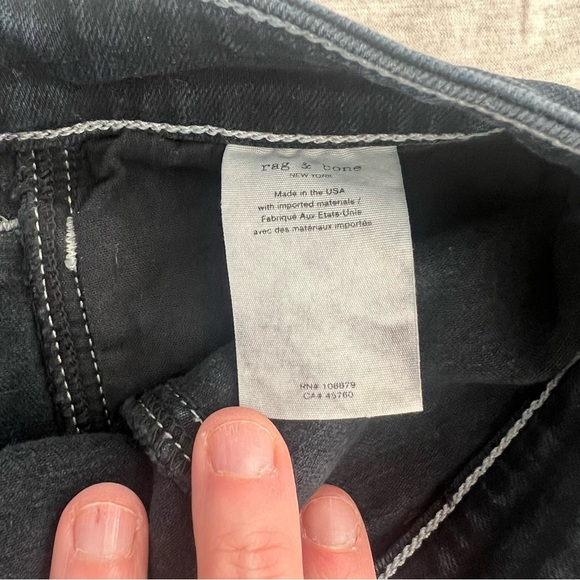 rag & bone
NEW YORK
Made in the USA
with imported materials /
Fabriqué Aux Etats-Unie
avec des matériaux importés
RN# 108879
CA# 45760